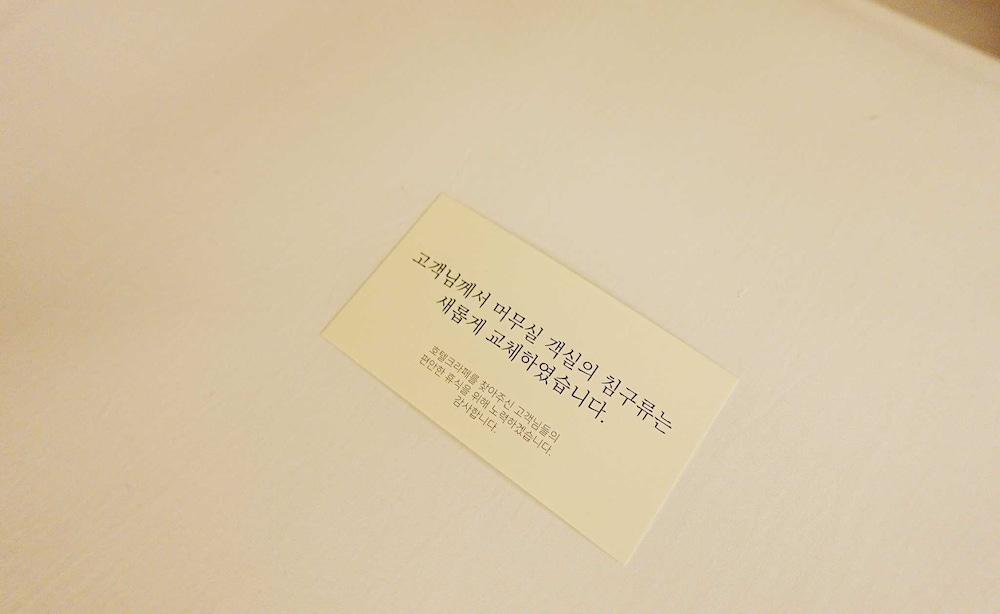 고객님께서 머무실 객실의 침구류는
새롭게 교체하였습니다.
호텔크라페를 찾아주신 고객님들의
편안한 휴식을 위해 노력하겠습니다.
감사합니다.